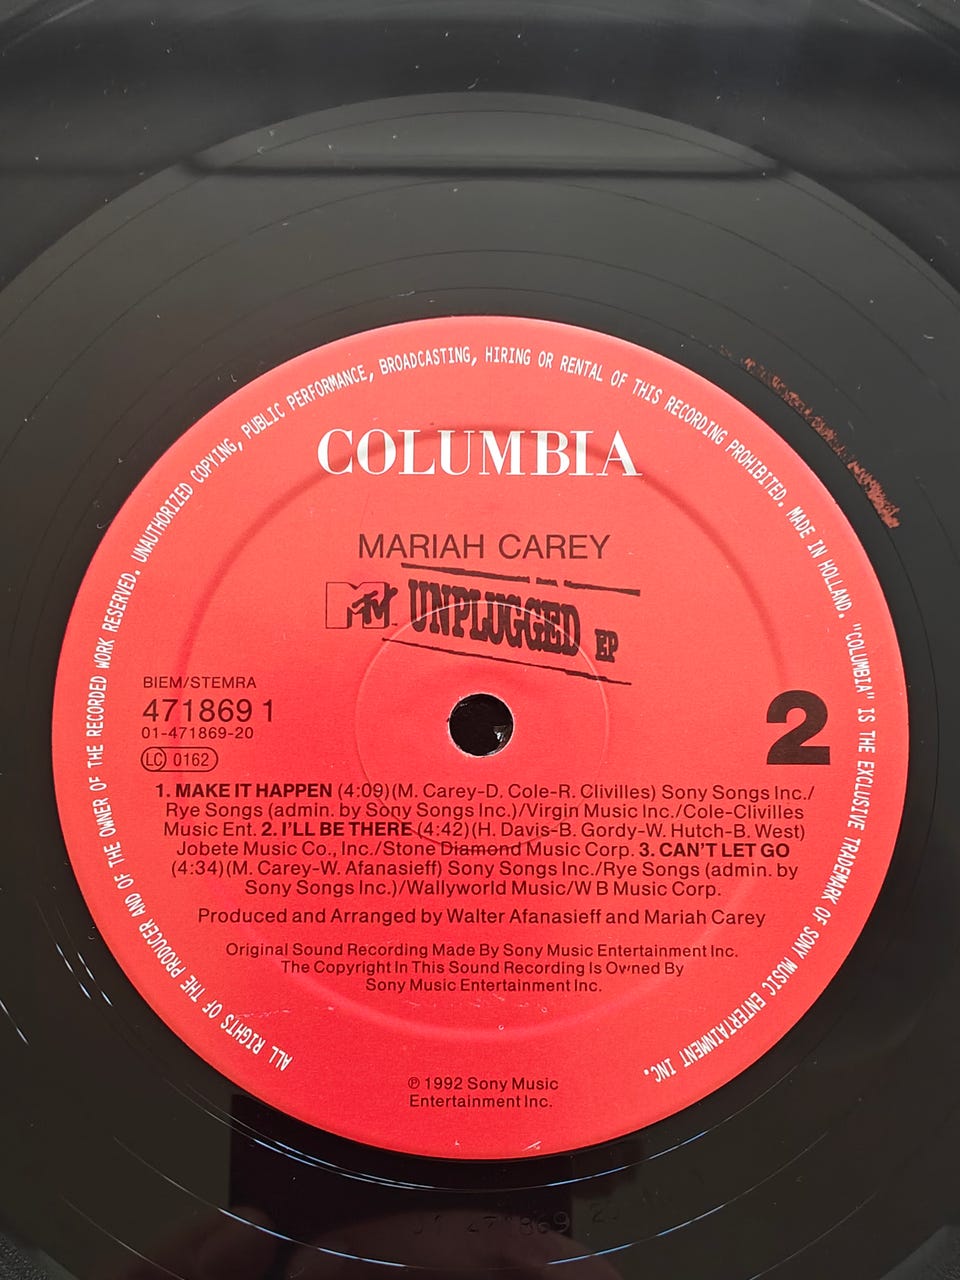 ALL RIGHTS OF THE PRODUCER AND OF THE OWNER OF THE RECORDED WORK RESERVED. UNAUTHORIZED COPYING, PUBLIC PERFORMANCE, BROADCASTING, HIRING OR RENTAL OF THIS RECORDING PROHIBITED. MADE IN HOLLAND. "COLUMBIA" IS THE EXCLUSIVE TRADEMARK OF SONY MUSIC ENTERTAINMENT INC.
COLUMBIA
MARIAH CAREY
MTV UNPLUGGED EP
BIEM/STEMRA
471869 1
01-471869-20
LC 0162
2
1. MAKE IT HAPPEN (4:09)(M. Carey-D. Cole-R. Clivilles) Sony Songs Inc./
Rye Songs (admin. by Sony Songs Inc.)/Virgin Music Inc./Cole-Clivilles
Music Ent. 2. I'LL BE THERE (4:42)(H. Davis-B. Gordy-W. Hutch-B. West)
Jobete Music Co., Inc./Stone Diamond Music Corp. 3. CAN'T LET GO
(4:34)(M. Carey-W. Afanasieff) Sony Songs Inc./Rye Songs (admin. by
Sony Songs Inc.)/Wallyworld Music/W B Music Corp.
Produced and Arranged by Walter Afanasieff and Mariah Carey
Original Sound Recording Made By Sony Music Entertainment Inc.
The Copyright In This Sound Recording Is Owned By
Sony Music Entertainment Inc.
℗ 1992 Sony Music
Entertainment Inc.
01 471869 20